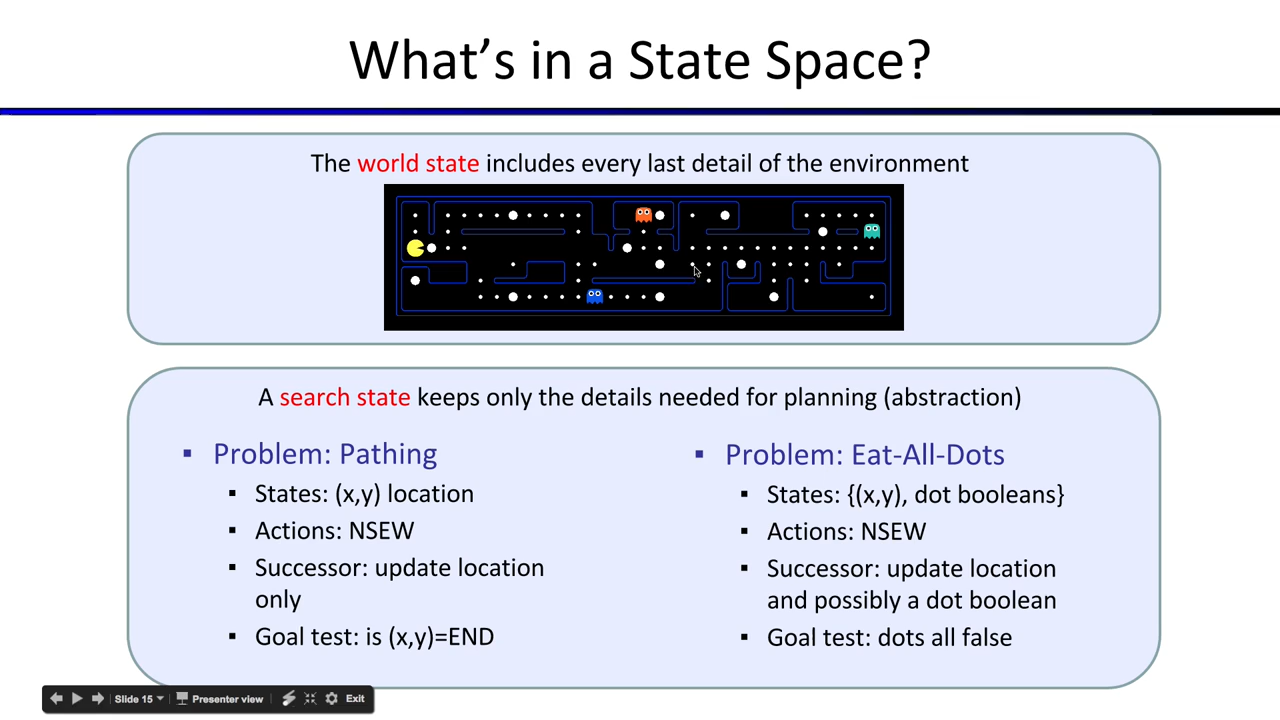 What's in a State Space?
The world state includes every last detail of the environment
A search state keeps only the details needed for planning (abstraction)
▪ Problem: Pathing
▪ States: (x,y) location
▪ Actions: NSEW
▪ Successor: update location
only
▪ Goal test: is (x,y)=END
▪ Problem: Eat-All-Dots
▪ States: {(x,y), dot booleans}
▪ Actions: NSEW
▪ Successor: update location
and possibly a dot boolean
▪ Goal test: dots all false
Slide 15 Presenter view Exit